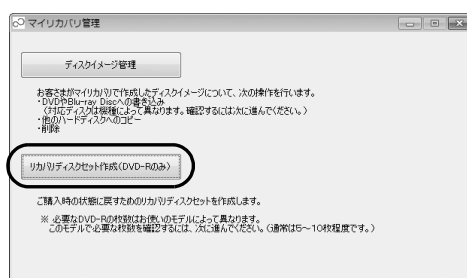 マイリカバリ管理
ディスクイメージ管理
お客さまがマイリカバリで作成したディスクイメージについて、次の操作を行います。
・DVDやBlu-ray Discへの書き込み
（対応ディスクは機種によって異なります。確認するには次に進んでください。）
・他のハードディスクへのコピー
・削除
リカバリディスクセット作成（DVD-Rのみ）
ご購入時の状態に戻すためのリカバリディスクセットを作成します。
※ 必要なDVD-Rの枚数はお使いのモデルによって異なります。
このモデルで必要な枚数を確認するには、次に進んでください。（通常は5～10枚程度です。）